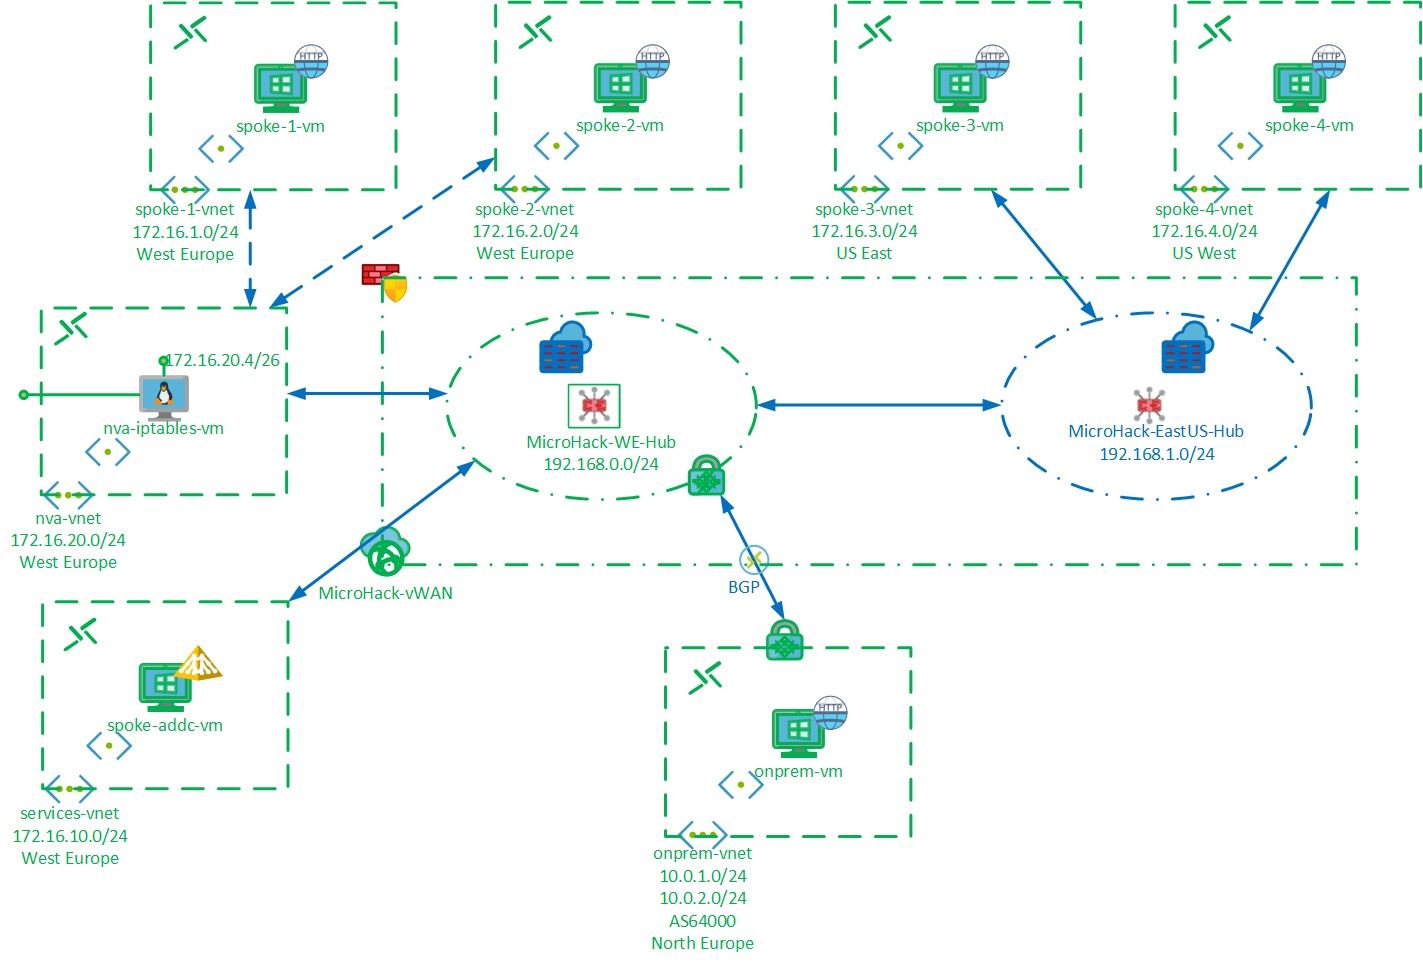 HTTP
spoke-1-vm
spoke-1-vnet
172.16.1.0/24
West Europe
HTTP
spoke-2-vm
spoke-2-vnet
172.16.2.0/24
West Europe
HTTP
spoke-3-vm
spoke-3-vnet
172.16.3.0/24
US East
HTTP
spoke-4-vm
spoke-4-vnet
172.16.4.0/24
US West
172.16.20.4/26
nva-iptables-vm
nva-vnet
172.16.20.0/24
West Europe
MicroHack-WE-Hub
192.168.0.0/24
MicroHack-EastUS-Hub
192.168.1.0/24
MicroHack-vWAN
BGP
spoke-addc-vm
services-vnet
172.16.10.0/24
West Europe
HTTP
onprem-vm
onprem-vnet
10.0.1.0/24
10.0.2.0/24
AS64000
North Europe